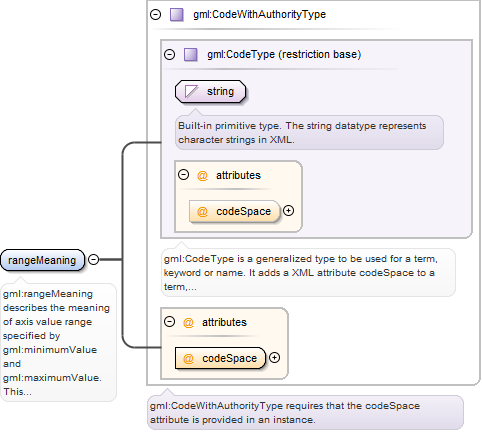 gml:CodeWithAuthorityType
gml:CodeType (restriction base)
string
Built-in primitive type. The string datatype represents
character strings in XML.
@ attributes
@ codeSpace
gml:CodeType is a generalized type to be used for a term,
keyword or name. It adds a XML attribute codeSpace to a
term,...
rangeMeaning
gml:rangeMeaning
describes the meaning
of axis value range
specified by
gml:minimumValue
and
gml:maximumValue.
This...
@ attributes
@ codeSpace
gml:CodeWithAuthorityType requires that the codeSpace
attribute is provided in an instance.